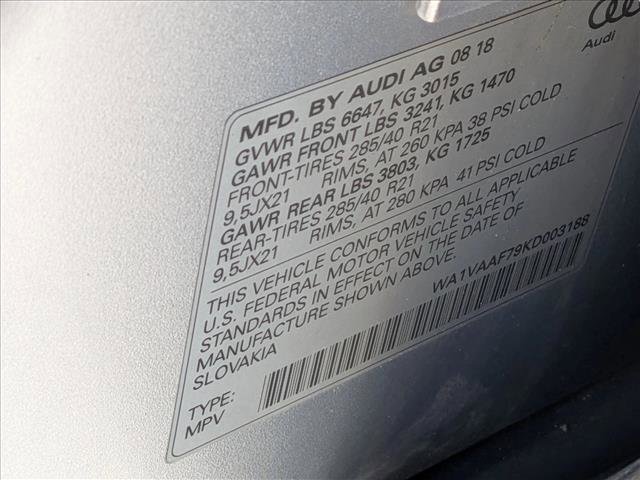 Audi
MFD. BY AUDI AG 08 18
GVWR LBS 6647, KG 3015
GAWR FRONT LBS 3241, KG 1470
FRONT-TIRES 285/40 R21
9,5JX21 RIMS, AT 260 KPA 38 PSI COLD
GAWR REAR LBS 3803, KG 1725
REAR-TIRES 285/40 R21
9,5JX21 RIMS, AT 280 KPA 41 PSI COLD
THIS VEHICLE CONFORMS TO ALL APPLICABLE
U.S. FEDERAL MOTOR VEHICLE SAFETY
STANDARDS IN EFFECT ON THE DATE OF
MANUFACTURE SHOWN ABOVE.
SLOVAKIA
WA1VAAF79KD003188
TYPE:
MPV